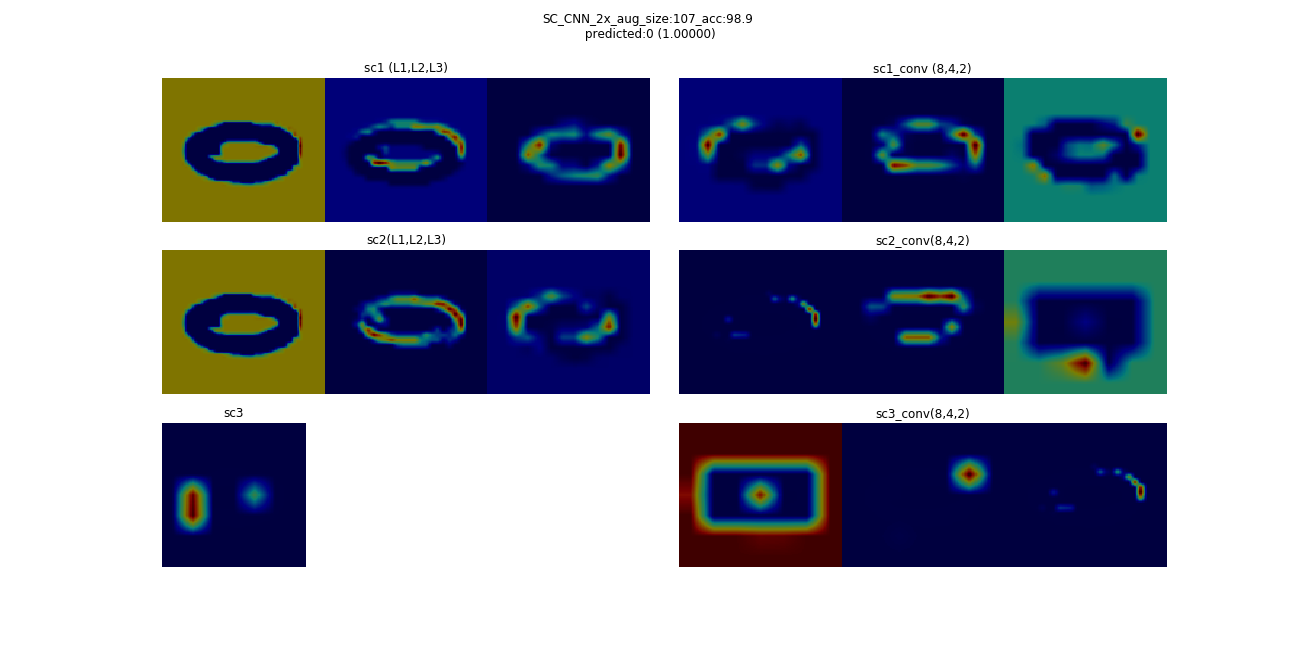 SC_CNN_2x_aug_size:107_acc:98.9
predicted:0 (1.00000)
sc1 (L1,L2,L3)
sc1_conv (8,4,2)
sc2(L1,L2,L3)
sc2_conv(8,4,2)
sc3
sc3_conv(8,4,2)